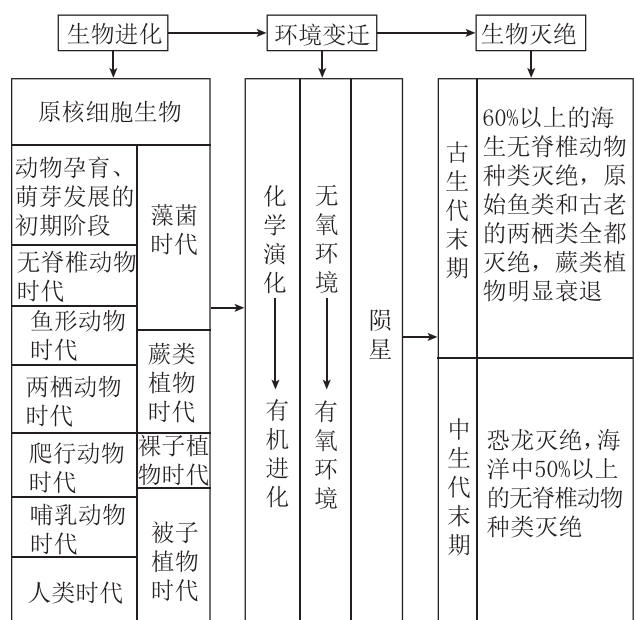 生物进化
环境变迁
生物灭绝
原核细胞生物
动物孕育、
萌芽发展的
初期阶段
无脊椎动物
时代
鱼形动物
时代
两栖动物
时代
爬行动物
时代
哺乳动物
时代
人类时代
藻菌
时代
蕨类
植物
时代
裸子植
物时代
被子
植物
时代
化学演化
有机进化
无氧环境
有氧环境
陨星
古生代末期
60%以上的海
生无脊椎动物
种类灭绝，原
始鱼类和古老
的两栖类全都
灭绝，蕨类植
物明显衰退
中生代末期
恐龙灭绝，海
洋中50%以上
的无脊椎动物
种类灭绝